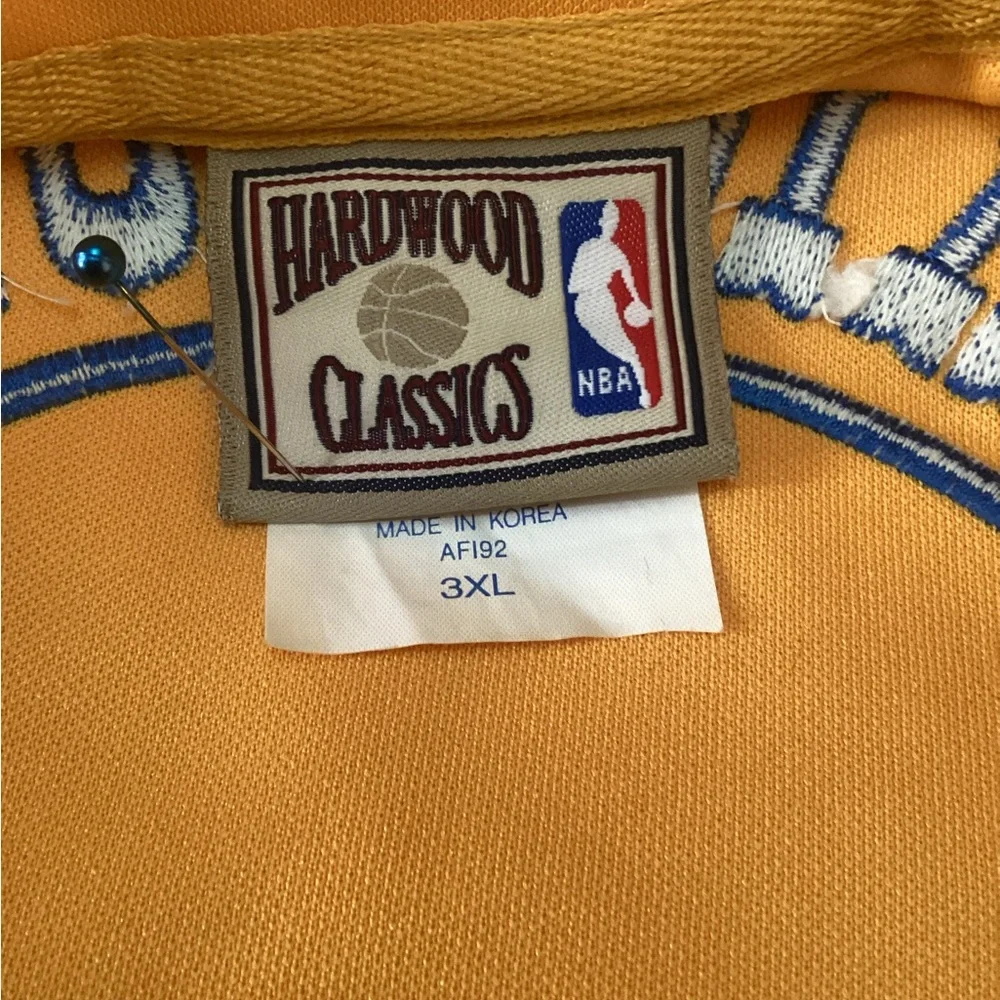 HARDWOOD
CLASSICS
NBA
MADE IN KOREA
AFI92
3XL